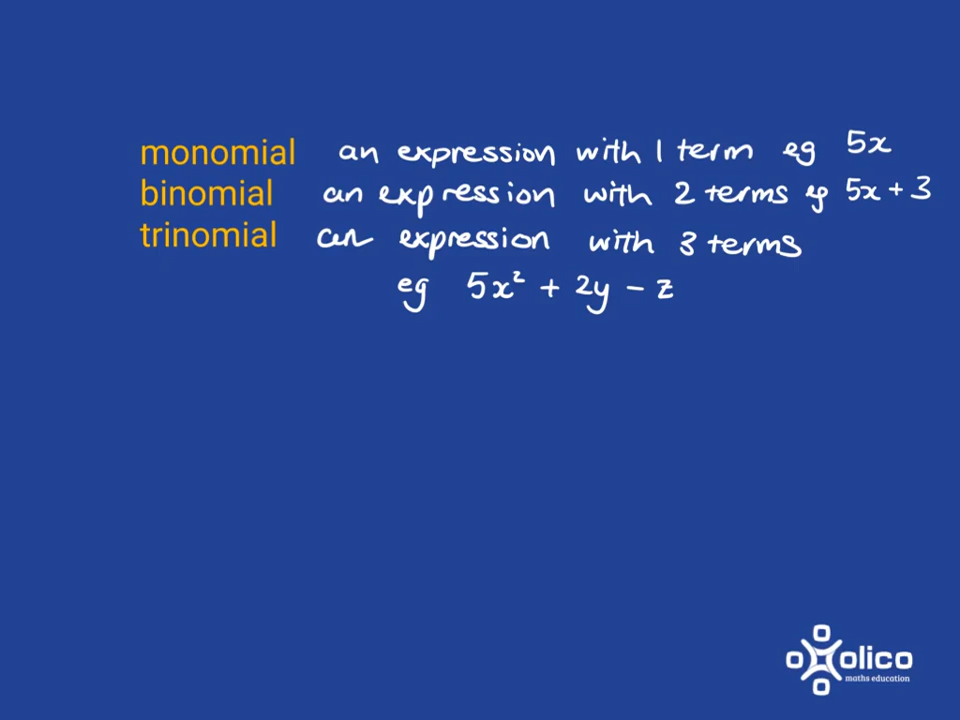 monomial an expression with 1 term eg 5x
binomial an expression with 2 terms eg 5x + 3
trinomial an expression with 3 terms
eg 5x² + 2y - z
olico
maths education